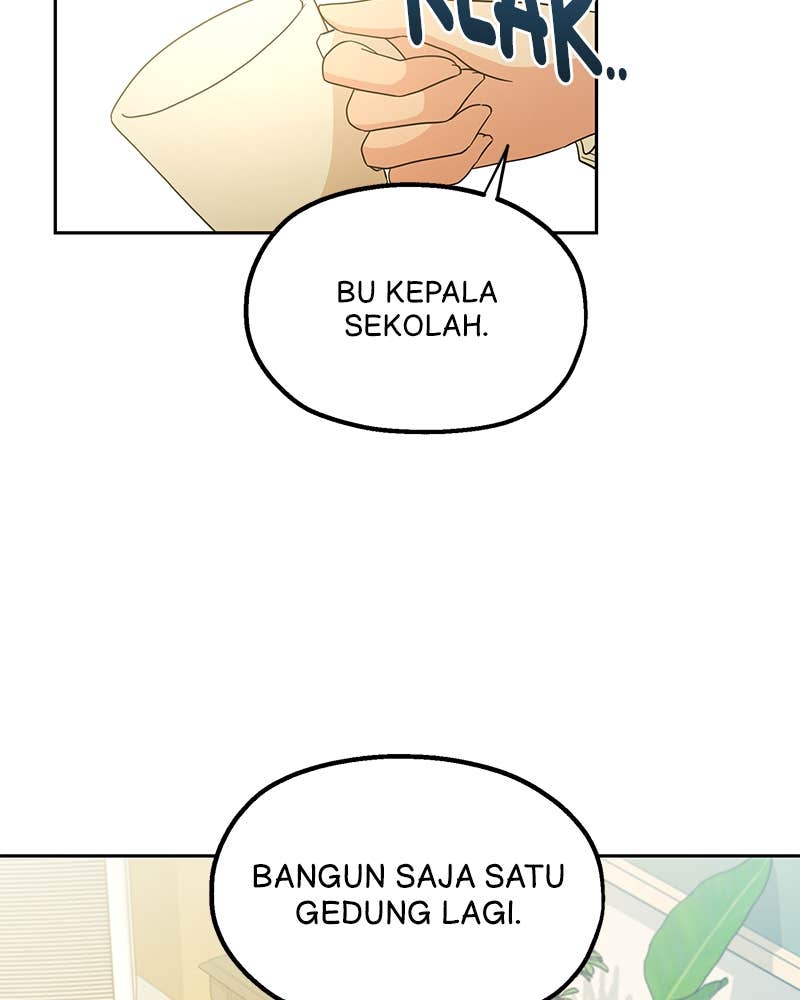 KLAK..
BU KEPALA
SEKOLAH.
BANGUN SAJA SATU
GEDUNG LAGI.